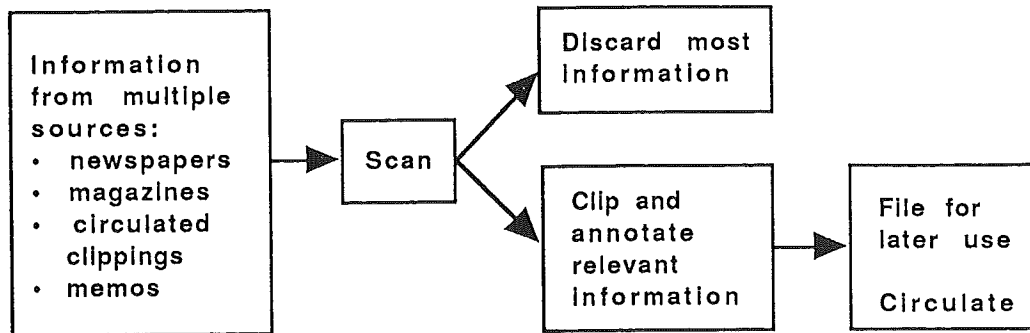 Information
from multiple
sources:
• newspapers
• magazines
• circulated
clippings
• memos
Scan
Discard most
information
Clip and
annotate
relevant
information
File for
later use
Circulate